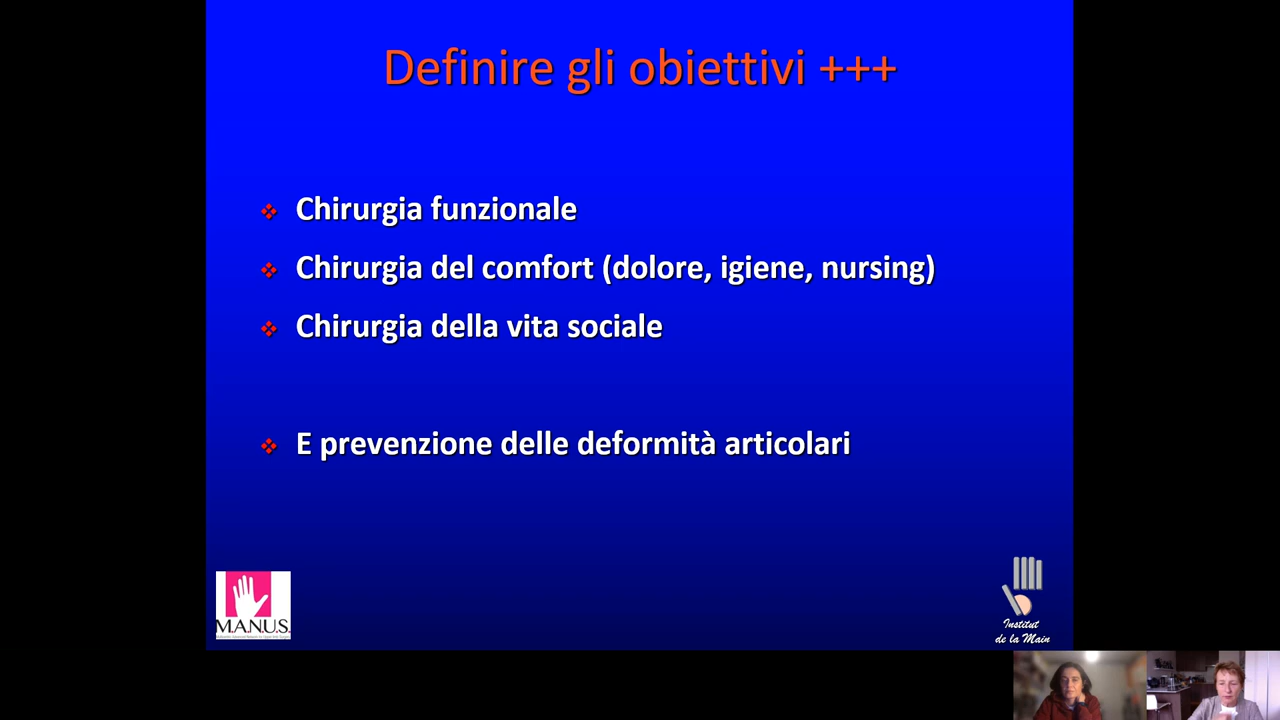 Definire gli obiettivi +++
Chirurgia funzionale
Chirurgia del comfort (dolore, igiene, nursing)
Chirurgia della vita sociale
E prevenzione delle deformità articolari
M.A.N.U.S.
Institut
de la Main